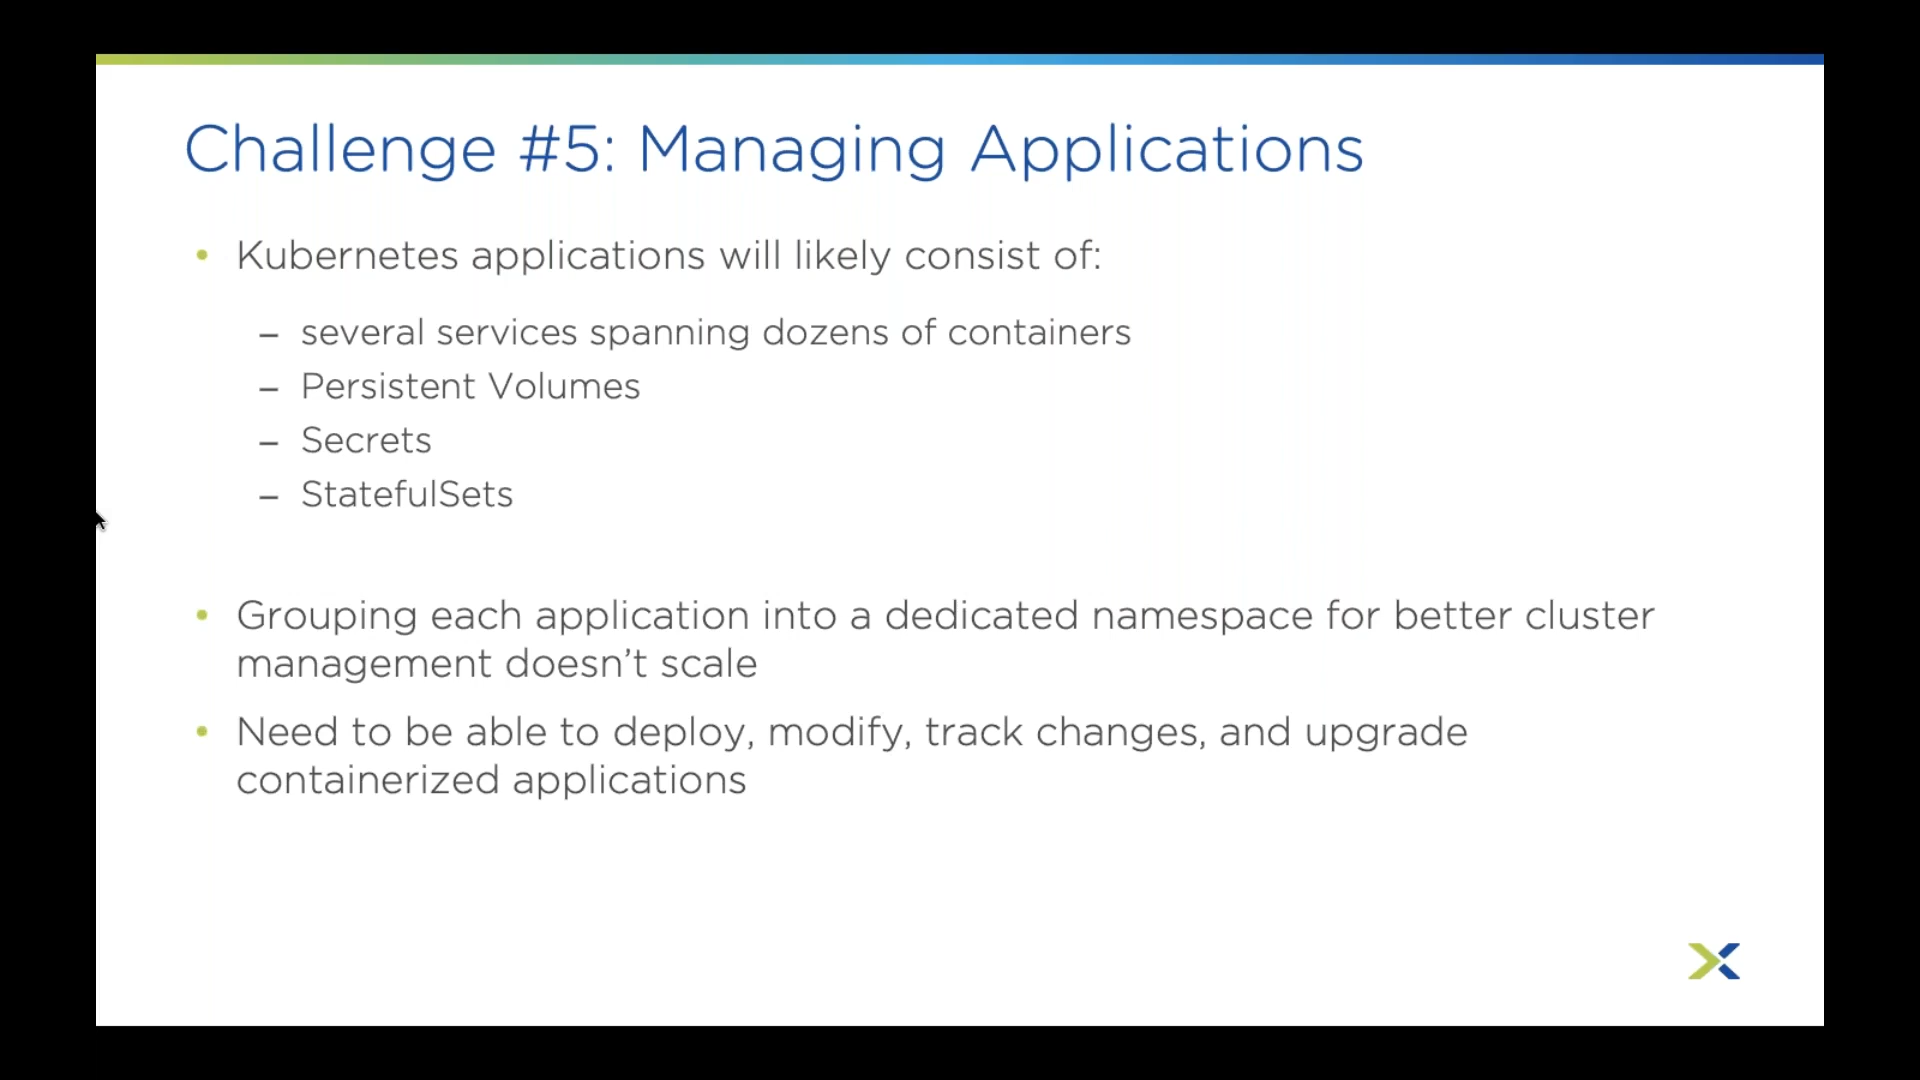 Challenge #5: Managing Applications
• Kubernetes applications will likely consist of:
– several services spanning dozens of containers
– Persistent Volumes
– Secrets
– StatefulSets
• Grouping each application into a dedicated namespace for better cluster
management doesn’t scale
• Need to be able to deploy, modify, track changes, and upgrade
containerized applications